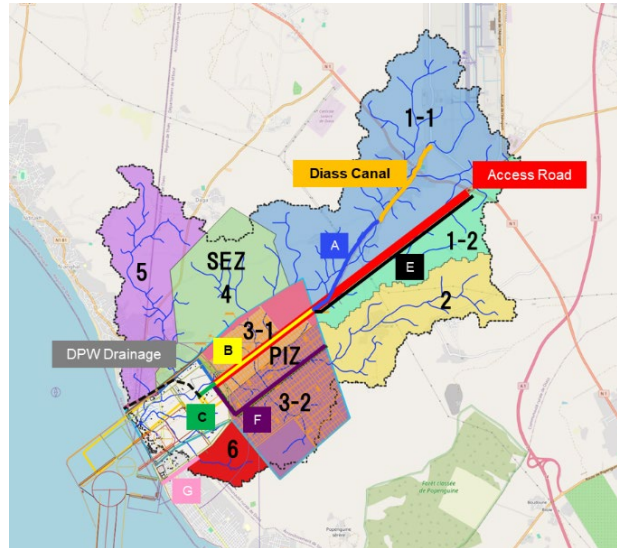 1-1
Diass Canal
Access Road
A
1-2
5
SEZ
4
E
2
3-1
B
PIZ
DPW Drainage
3-2
C
F
6
G